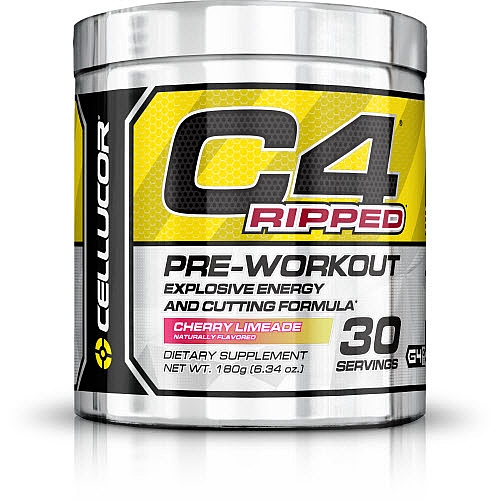 CELLUCOR®
C4®
RIPPED
PRE-WORKOUT
EXPLOSIVE ENERGY
AND CUTTING FORMULA*
CHERRY LIMEADE
NATURALLY FLAVORED
DIETARY SUPPLEMENT
NET WT. 180g (6.34 oz.)
30
SERVINGS
C4